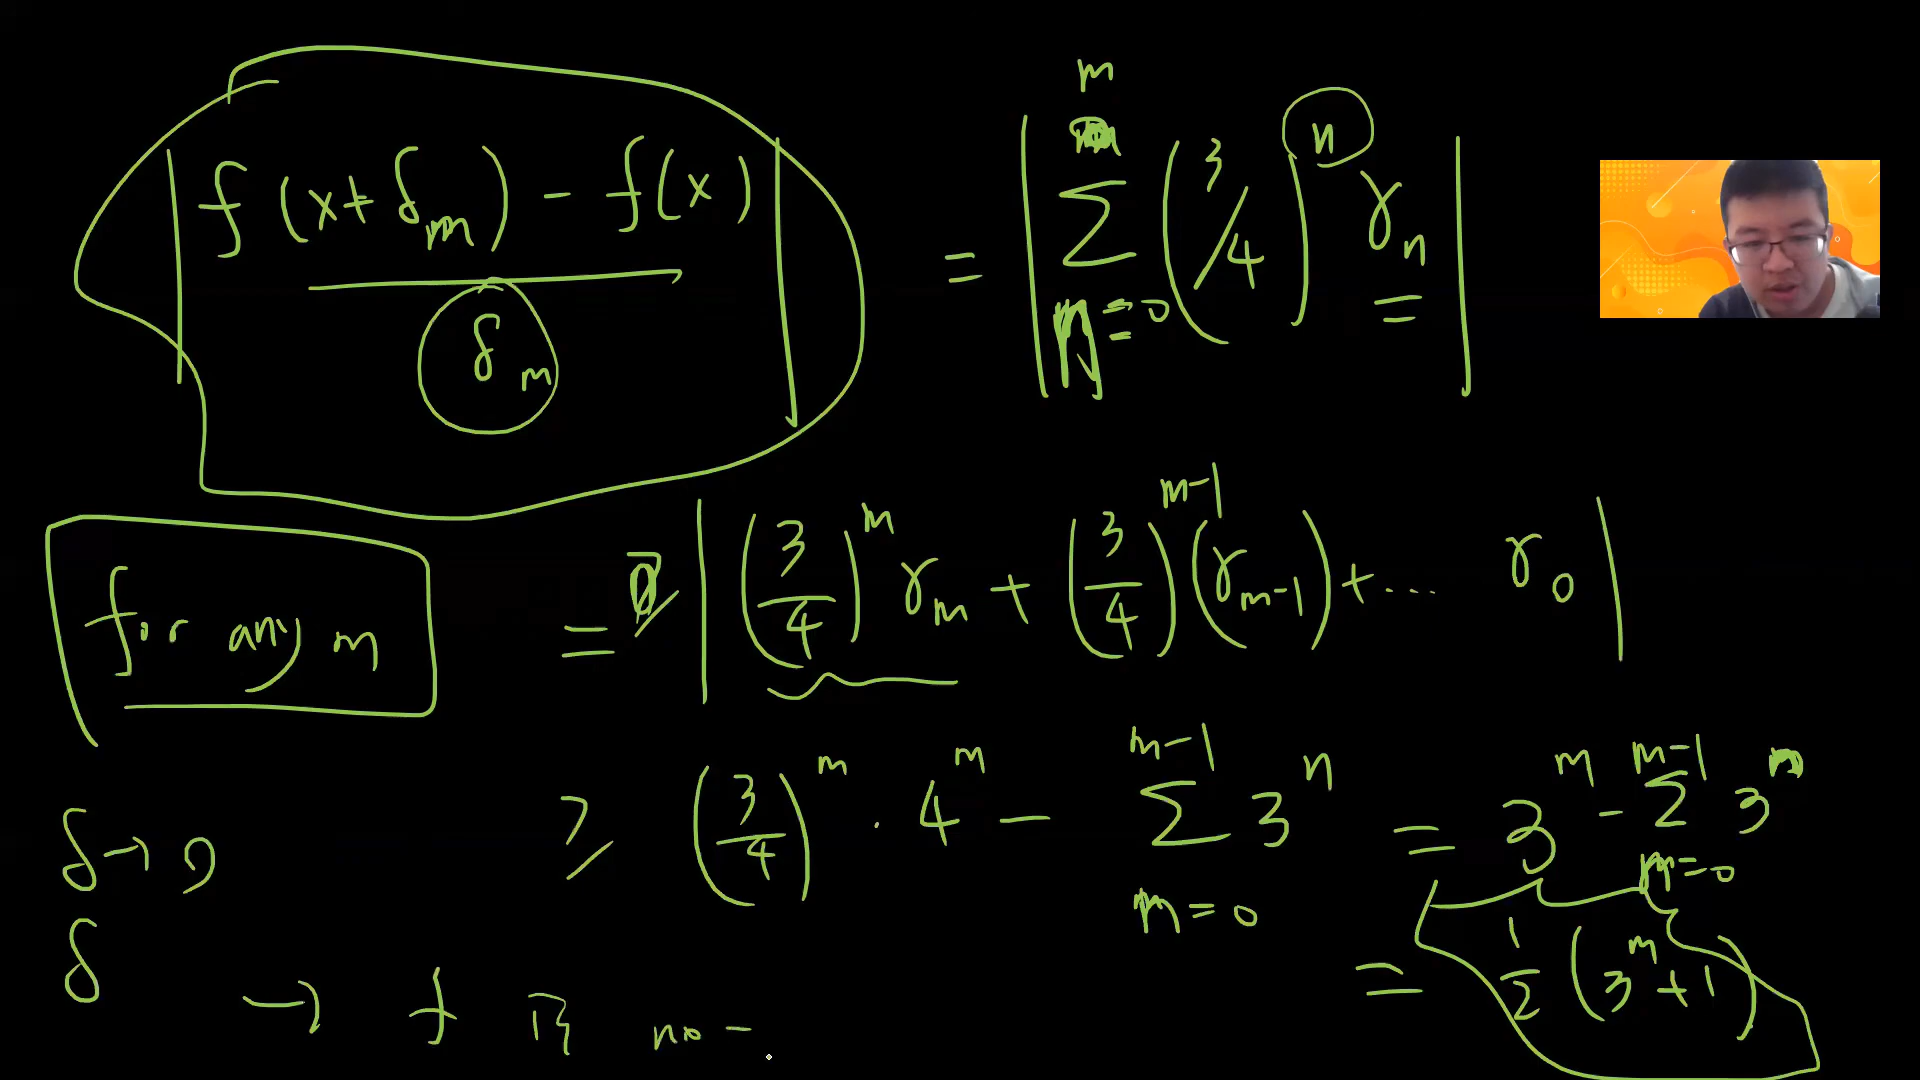 | f(x+δ_m) - f(x) / δ_m | = | Σ_{n=0}^{m} (3/4)^n γ_n |
= | (3/4)^m γ_m + (3/4)^{m-1} (γ_{m-1}) + ... γ_0 |
for any m
≥ (3/4)^m · 4^m - Σ_{n=0}^{m-1} 3^n = 3^m - Σ_{n=0}^{m-1} 3^n
δ → 0
= 1/2 (3^m + 1)
δ
→ f no -